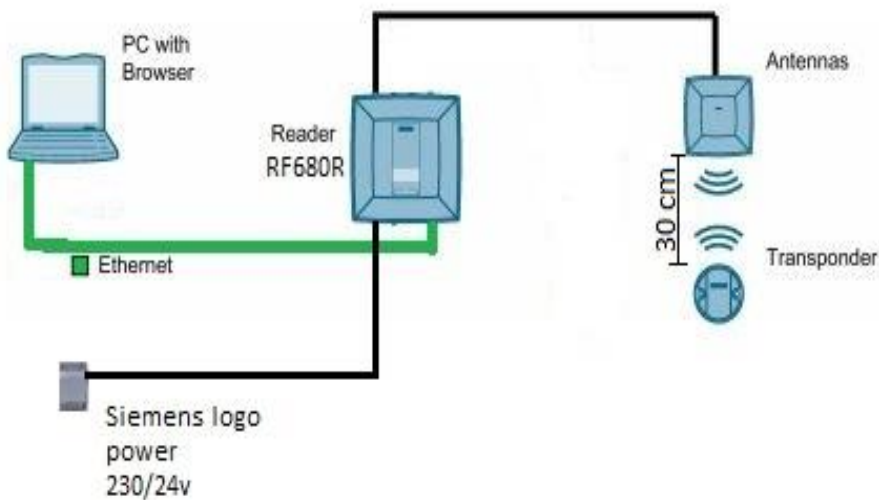 PC with
Browser
Antennas
Reader
RF680R
30 cm
Ethernet
Transponder
Siemens logo
power
230/24v